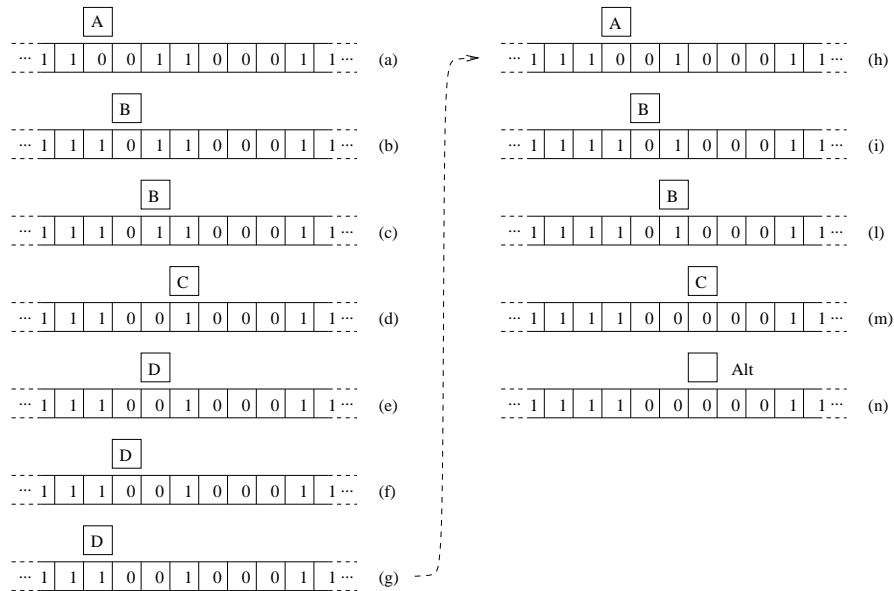 A
··· 1 1 0 0 1 1 0 0 0 1 1 ··· (a)
B
··· 1 1 1 0 1 1 0 0 0 1 1 ··· (b)
B
··· 1 1 1 0 1 1 0 0 0 1 1 ··· (c)
C
··· 1 1 1 0 0 1 0 0 0 1 1 ··· (d)
D
··· 1 1 1 0 0 1 0 0 0 1 1 ··· (e)
D
··· 1 1 1 0 0 1 0 0 0 1 1 ··· (f)
D
··· 1 1 1 0 0 1 0 0 0 1 1 ··· (g)
A
··· 1 1 1 0 0 1 0 0 0 1 1 ··· (h)
B
··· 1 1 1 1 0 1 0 0 0 1 1 ··· (i)
B
··· 1 1 1 1 0 1 0 0 0 1 1 ··· (l)
C
··· 1 1 1 1 0 0 0 0 0 1 1 ··· (m)
Alt
··· 1 1 1 1 0 0 0 0 0 1 1 ··· (n)